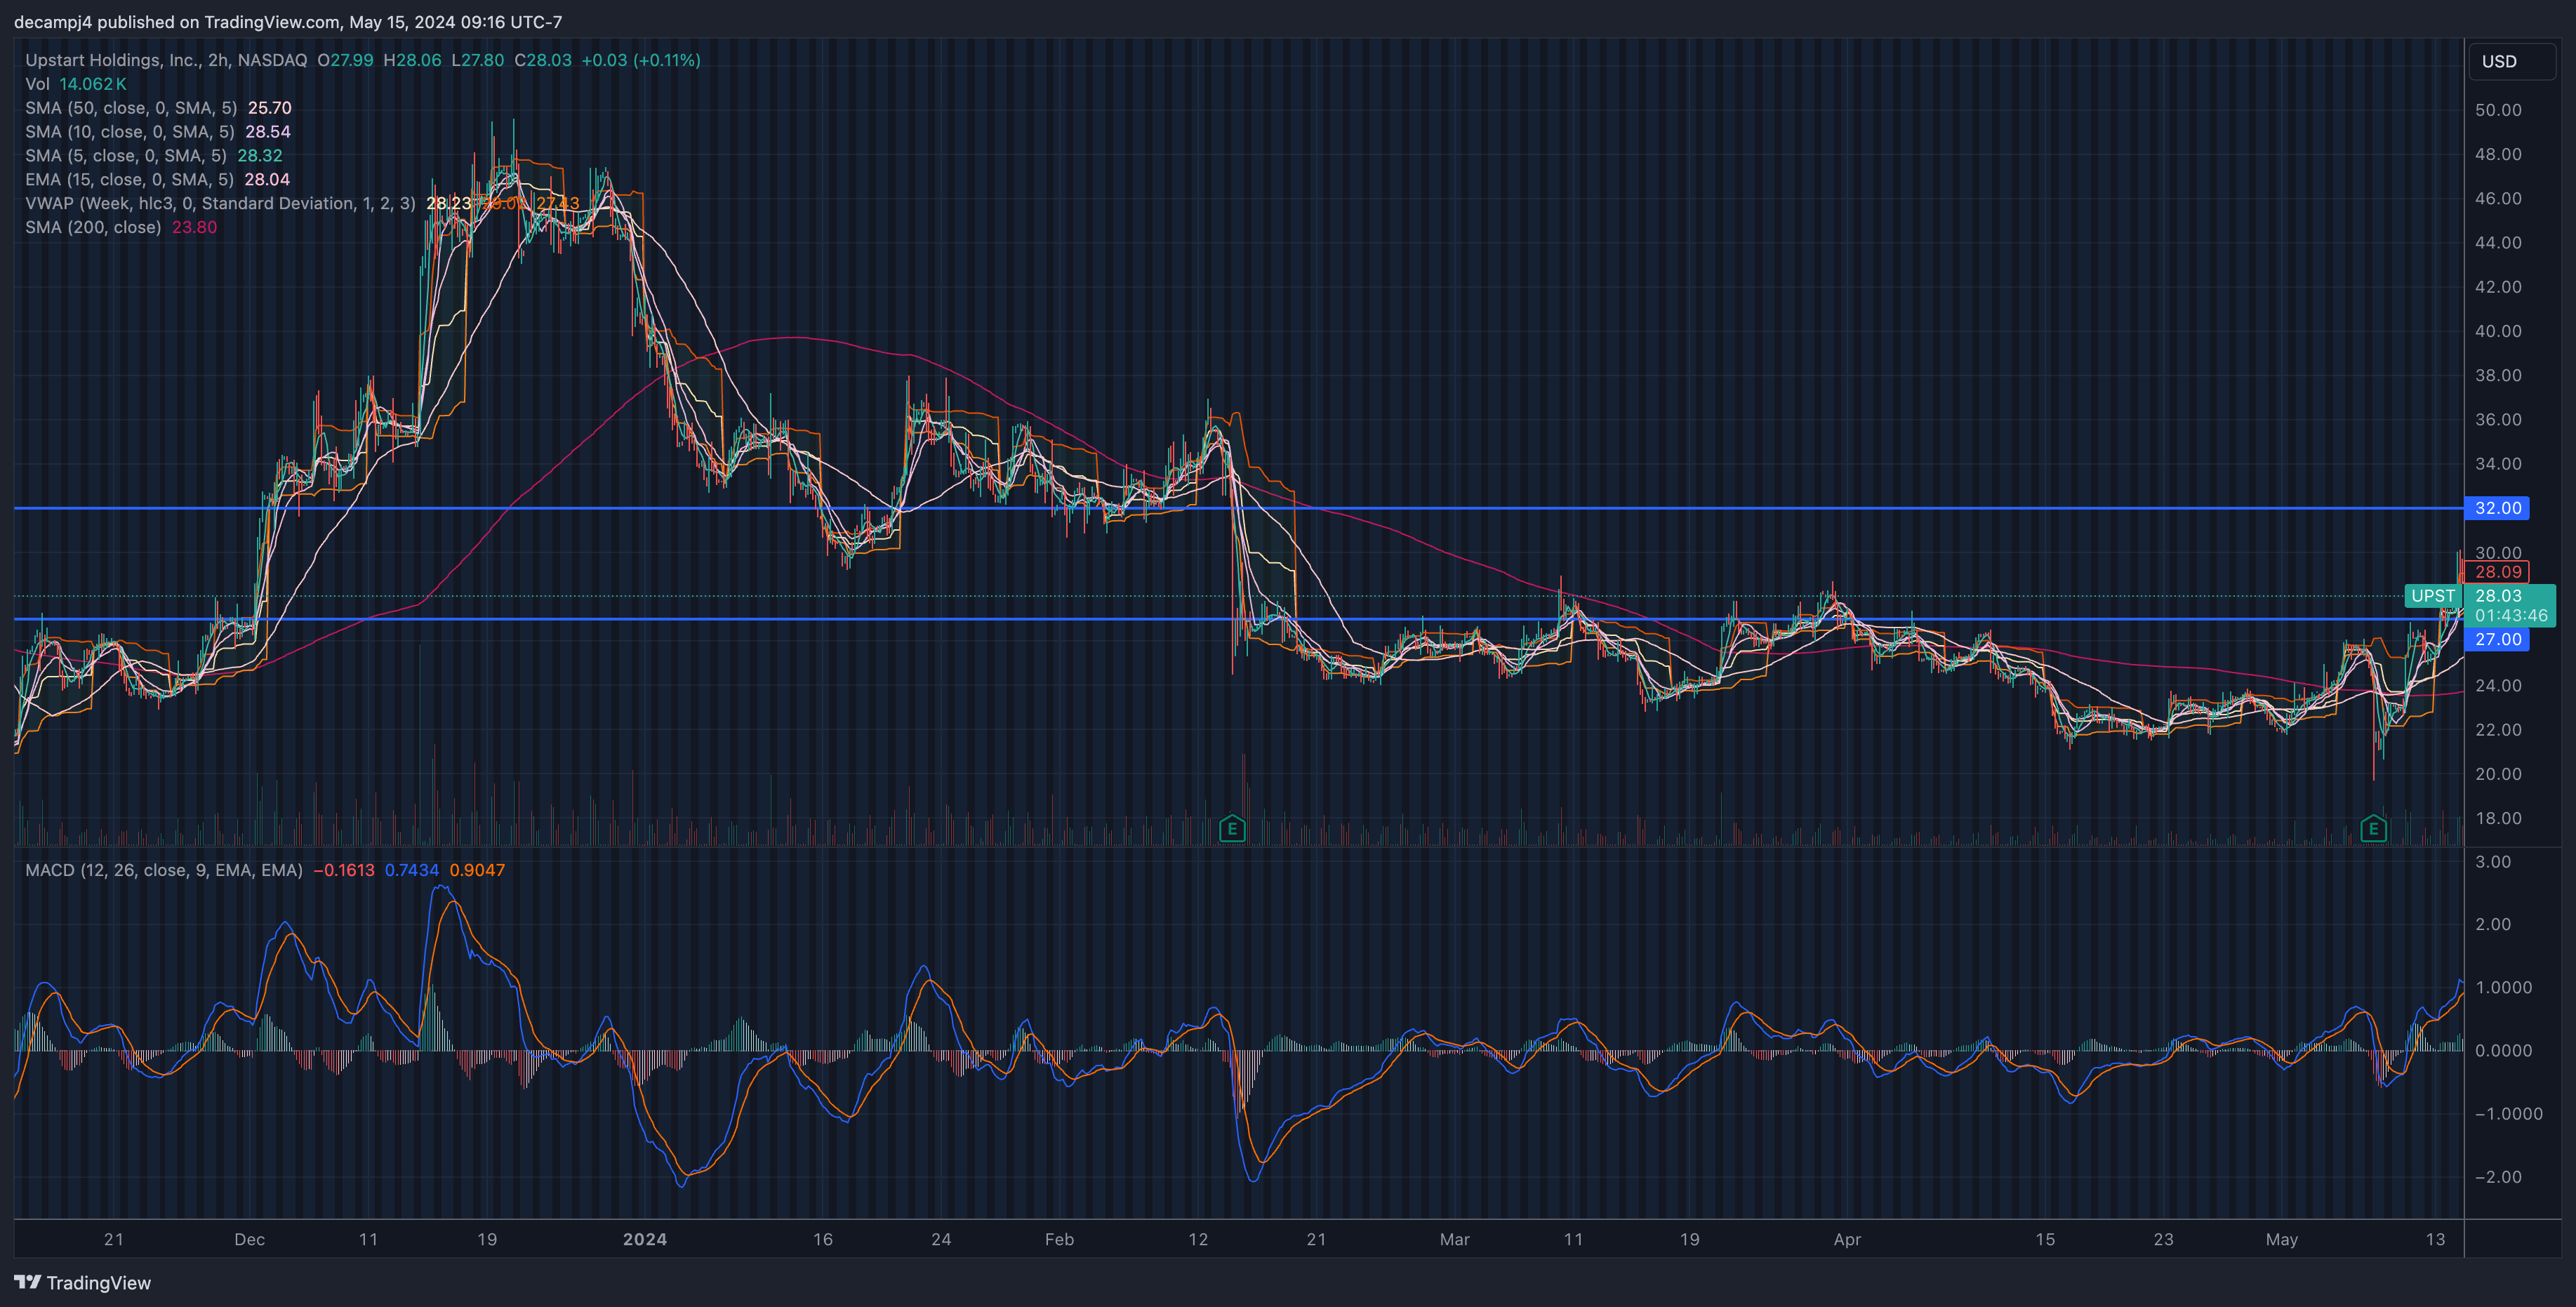 decampj4 published on TradingView.com, May 15, 2024 09:16 UTC-7
Upstart Holdings, Inc., 2h, NASDAQ O27.99 H28.06 L27.80 C28.03 +0.03 (+0.11%)
USD
Vol 14.062 K
SMA (50, close, 0, SMA, 5) 25.70
SMA (10, close, 0, SMA, 5) 28.54
SMA (5, close, 0, SMA, 5) 28.32
EMA (15, close, 0, SMA, 5) 28.04
VWAP (Week, hlc3, 0, Standard Deviation, 1, 2, 3) 28.23 27.43
SMA (200, close) 23.80
50.00
48.00
46.00
44.00
42.00
40.00
38.00
36.00
34.00
32.00
30.00
28.09
UPST 28.03
01:43:46
27.00
24.00
22.00
20.00
18.00
E E
MACD (12, 26, close, 9, EMA, EMA) −0.1613 0.7434 0.9047
3.00
2.00
1.0000
0.0000
−1.0000
−2.00
21 Dec 11 19 2024 16 24 Feb 12 21 Mar 11 19 Apr 15 23 May 13
TradingView